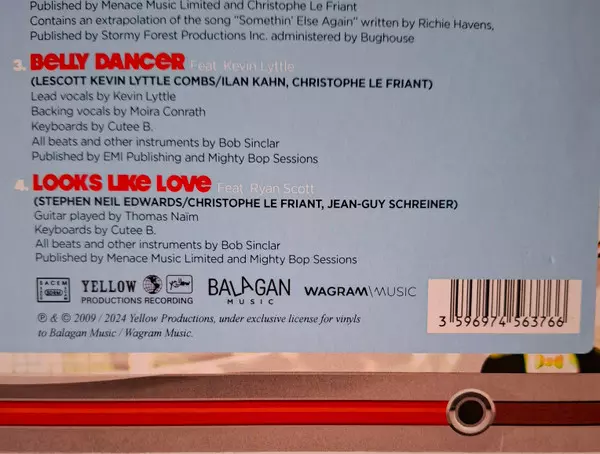 Published by Menace Music Limited and Christophe Le Friant
Contains an extrapolation of the song "Somethin' Else Again" written by Richie Havens,
Published by Stormy Forest Productions Inc. administered by Bughouse
3. BELLY DANCER Feat. Kevin Lyttle
(LESCOTT KEVIN LYTTLE COMBS/ILAN KAHN, CHRISTOPHE LE FRIANT)
Lead vocals by Kevin Lyttle
Backing vocals by Moira Conrath
Keyboards by Cutee B.
All beats and other instruments by Bob Sinclar
Published by EMI Publishing and Mighty Bop Sessions
4. LOOKS LIKE LOVE Feat. Ryan Scott
(STEPHEN NEIL EDWARDS/CHRISTOPHE LE FRIANT, JEAN-GUY SCHREINER)
Guitar played by Thomas Naïm
Keyboards by Cutee B.
All beats and other instruments by Bob Sinclar
Published by Menace Music Limited and Mighty Bop Sessions
SACEM
YELLOW
PRODUCTIONS RECORDING
Yellow
BALAGAN
MUSIC
WAGRAM\MUSIC
℗ & © 2009 / 2024 Yellow Productions, under exclusive license for vinyls
to Balagan Music / Wagram Music.
3 596974 563766